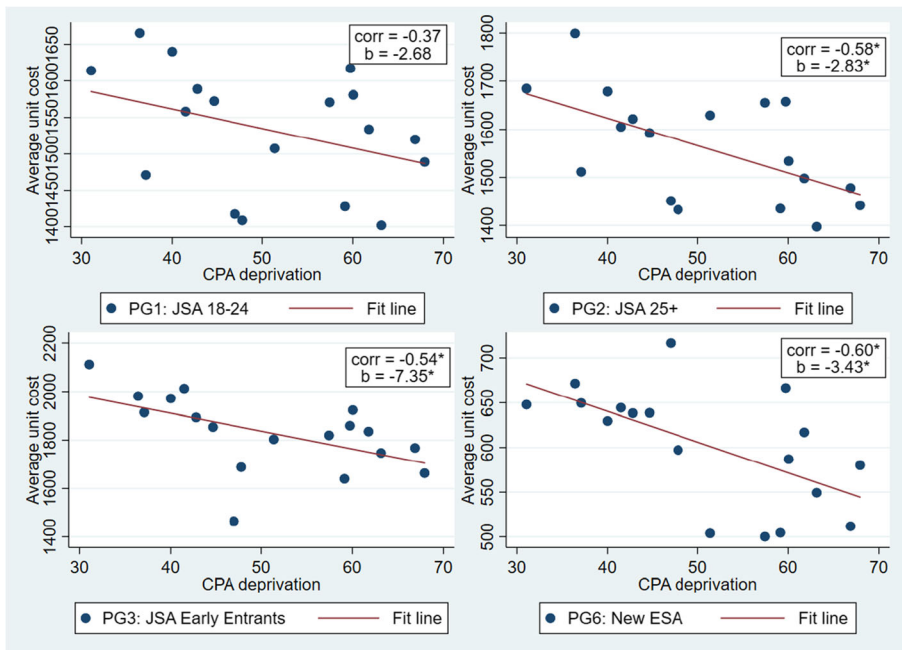 corr = -0.37
b = -2.68
Average unit cost
1400 1450 1500 1550 1600 1650
30 40 50 60 70
CPA deprivation
PG1: JSA 18-24 Fit line
corr = -0.58*
b = -2.83*
Average unit cost
1400 1500 1600 1700 1800
30 40 50 60 70
CPA deprivation
PG2: JSA 25+ Fit line
corr = -0.54*
b = -7.35*
Average unit cost
1400 1600 1800 2000 2200
30 40 50 60 70
CPA deprivation
PG3: JSA Early Entrants Fit line
corr = -0.60*
b = -3.43*
Average unit cost
500 550 600 650 700
30 40 50 60 70
CPA deprivation
PG6: New ESA Fit line